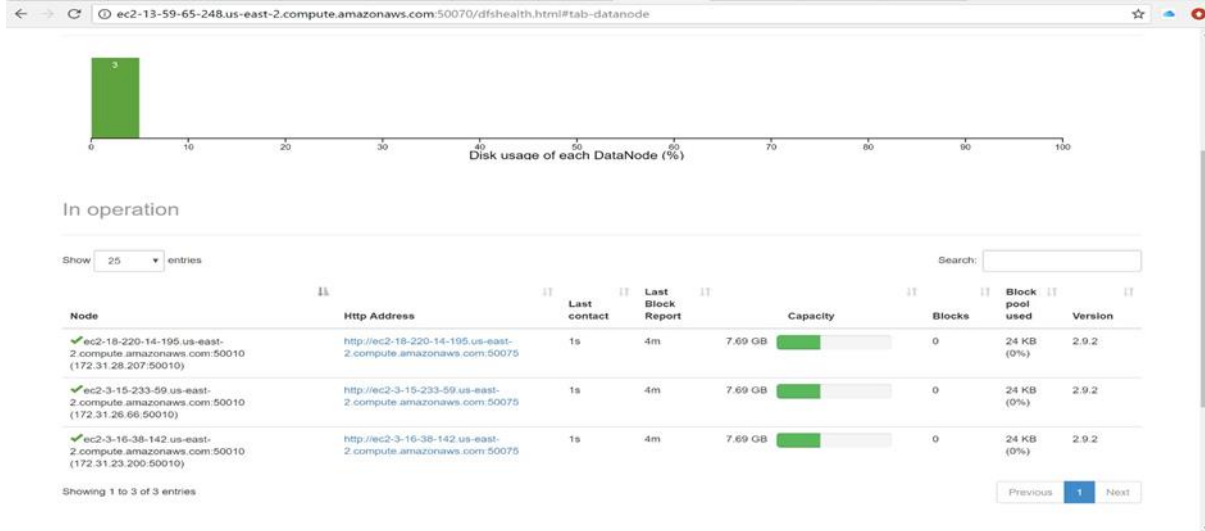 ec2-13-59-65-248.us-east-2.compute.amazonaws.com:50070/dfshealth.html#tab-datanode
3
0 10 20 30 40 50 60 70 80 90 100
Disk usage of each DataNode (%)
In operation
Show 25 entries Search:
Node Http Address Last contact Last Block Report Capacity Blocks Block pool used Version
ec2-18-220-14-195.us-east- http://ec2-18-220-14-195.us-east- 1s 4m 7.69 GB 0 24 KB 2.9.2
2.compute.amazonaws.com:50010 2.compute.amazonaws.com:50075 (0%)
(172.31.28.207:50010)
ec2-3-15-233-59.us-east- http://ec2-3-15-233-59.us-east- 1s 4m 7.69 GB 0 24 KB 2.9.2
2.compute.amazonaws.com:50010 2.compute.amazonaws.com:50075 (0%)
(172.31.26.66:50010)
ec2-3-16-38-142.us-east- http://ec2-3-16-38-142.us-east- 1s 4m 7.69 GB 0 24 KB 2.9.2
2.compute.amazonaws.com:50010 2.compute.amazonaws.com:50075 (0%)
(172.31.23.200:50010)
Showing 1 to 3 of 3 entries Previous 1 Next